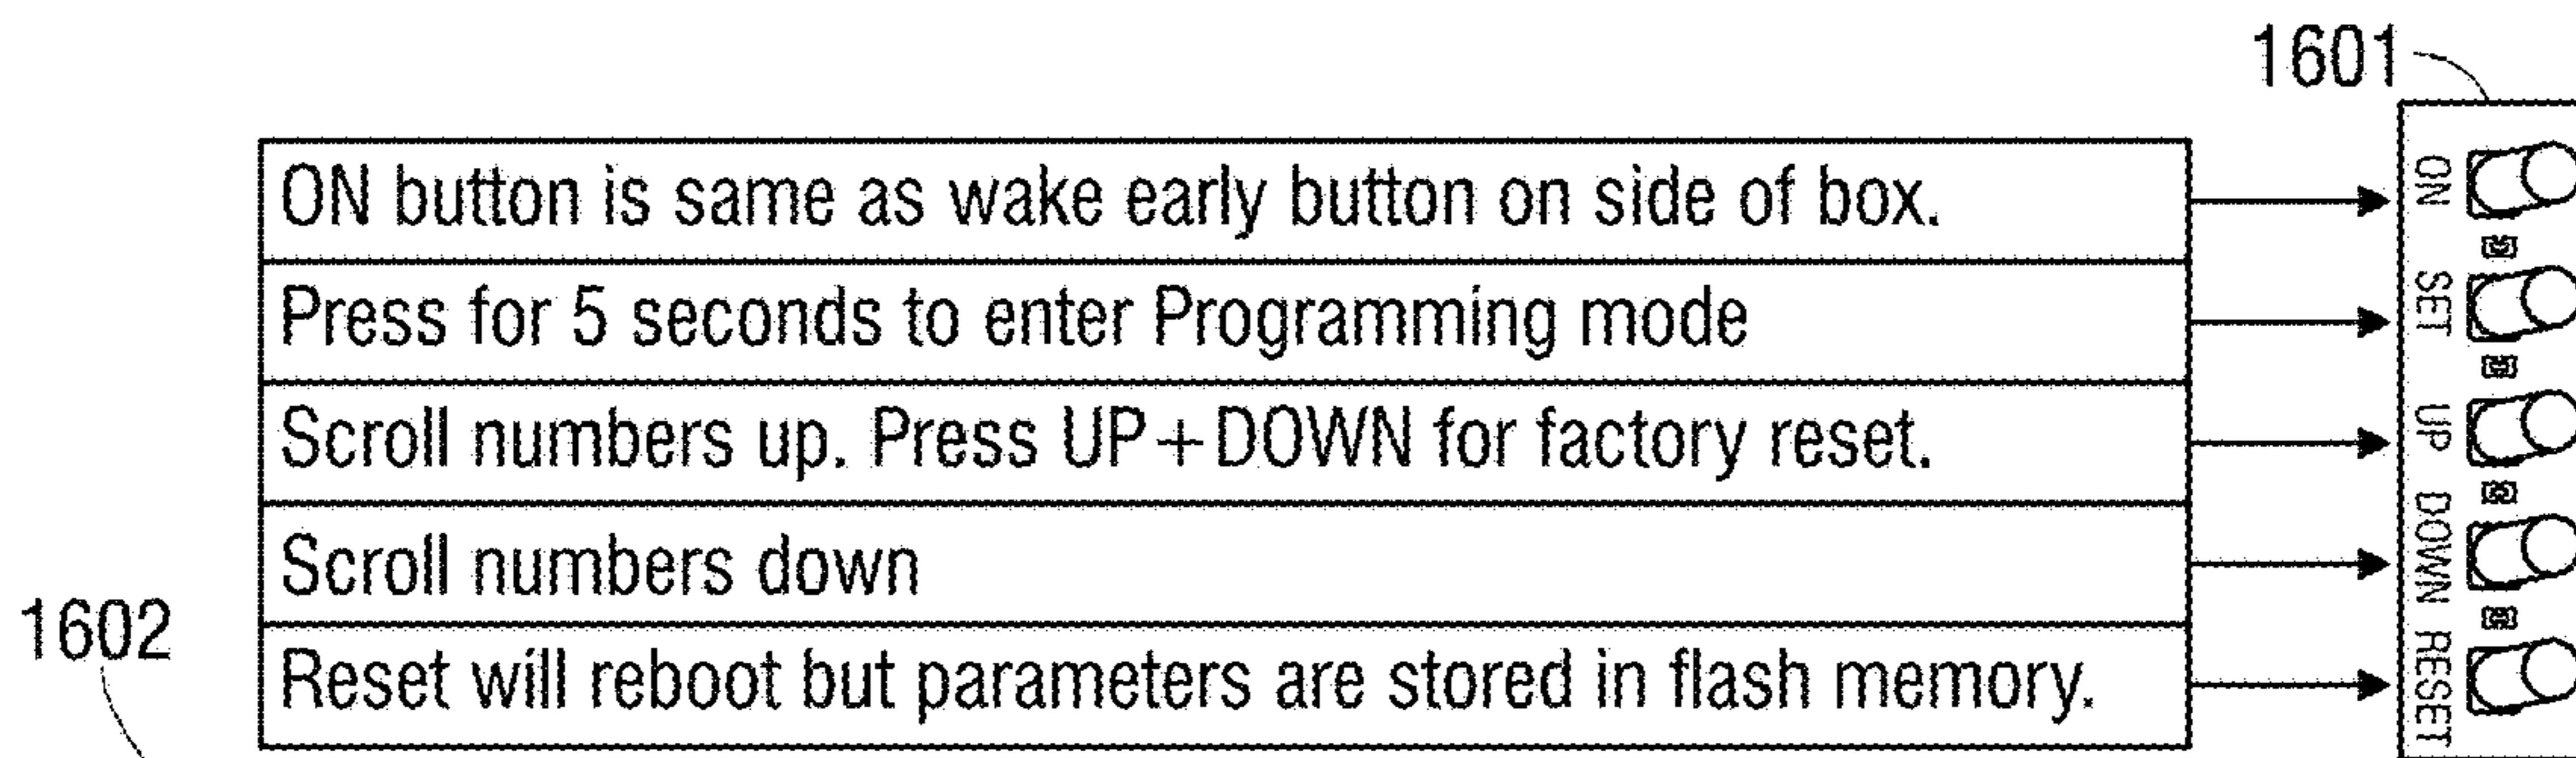 1601
ON button is same as wake early button on side of box.
Press for 5 seconds to enter Programming mode
Scroll numbers up. Press UP+DOWN for factory reset.
Scroll numbers down
Reset will reboot but parameters are stored in flash memory.
ON
SET
UP
DOWN
RESET
1602